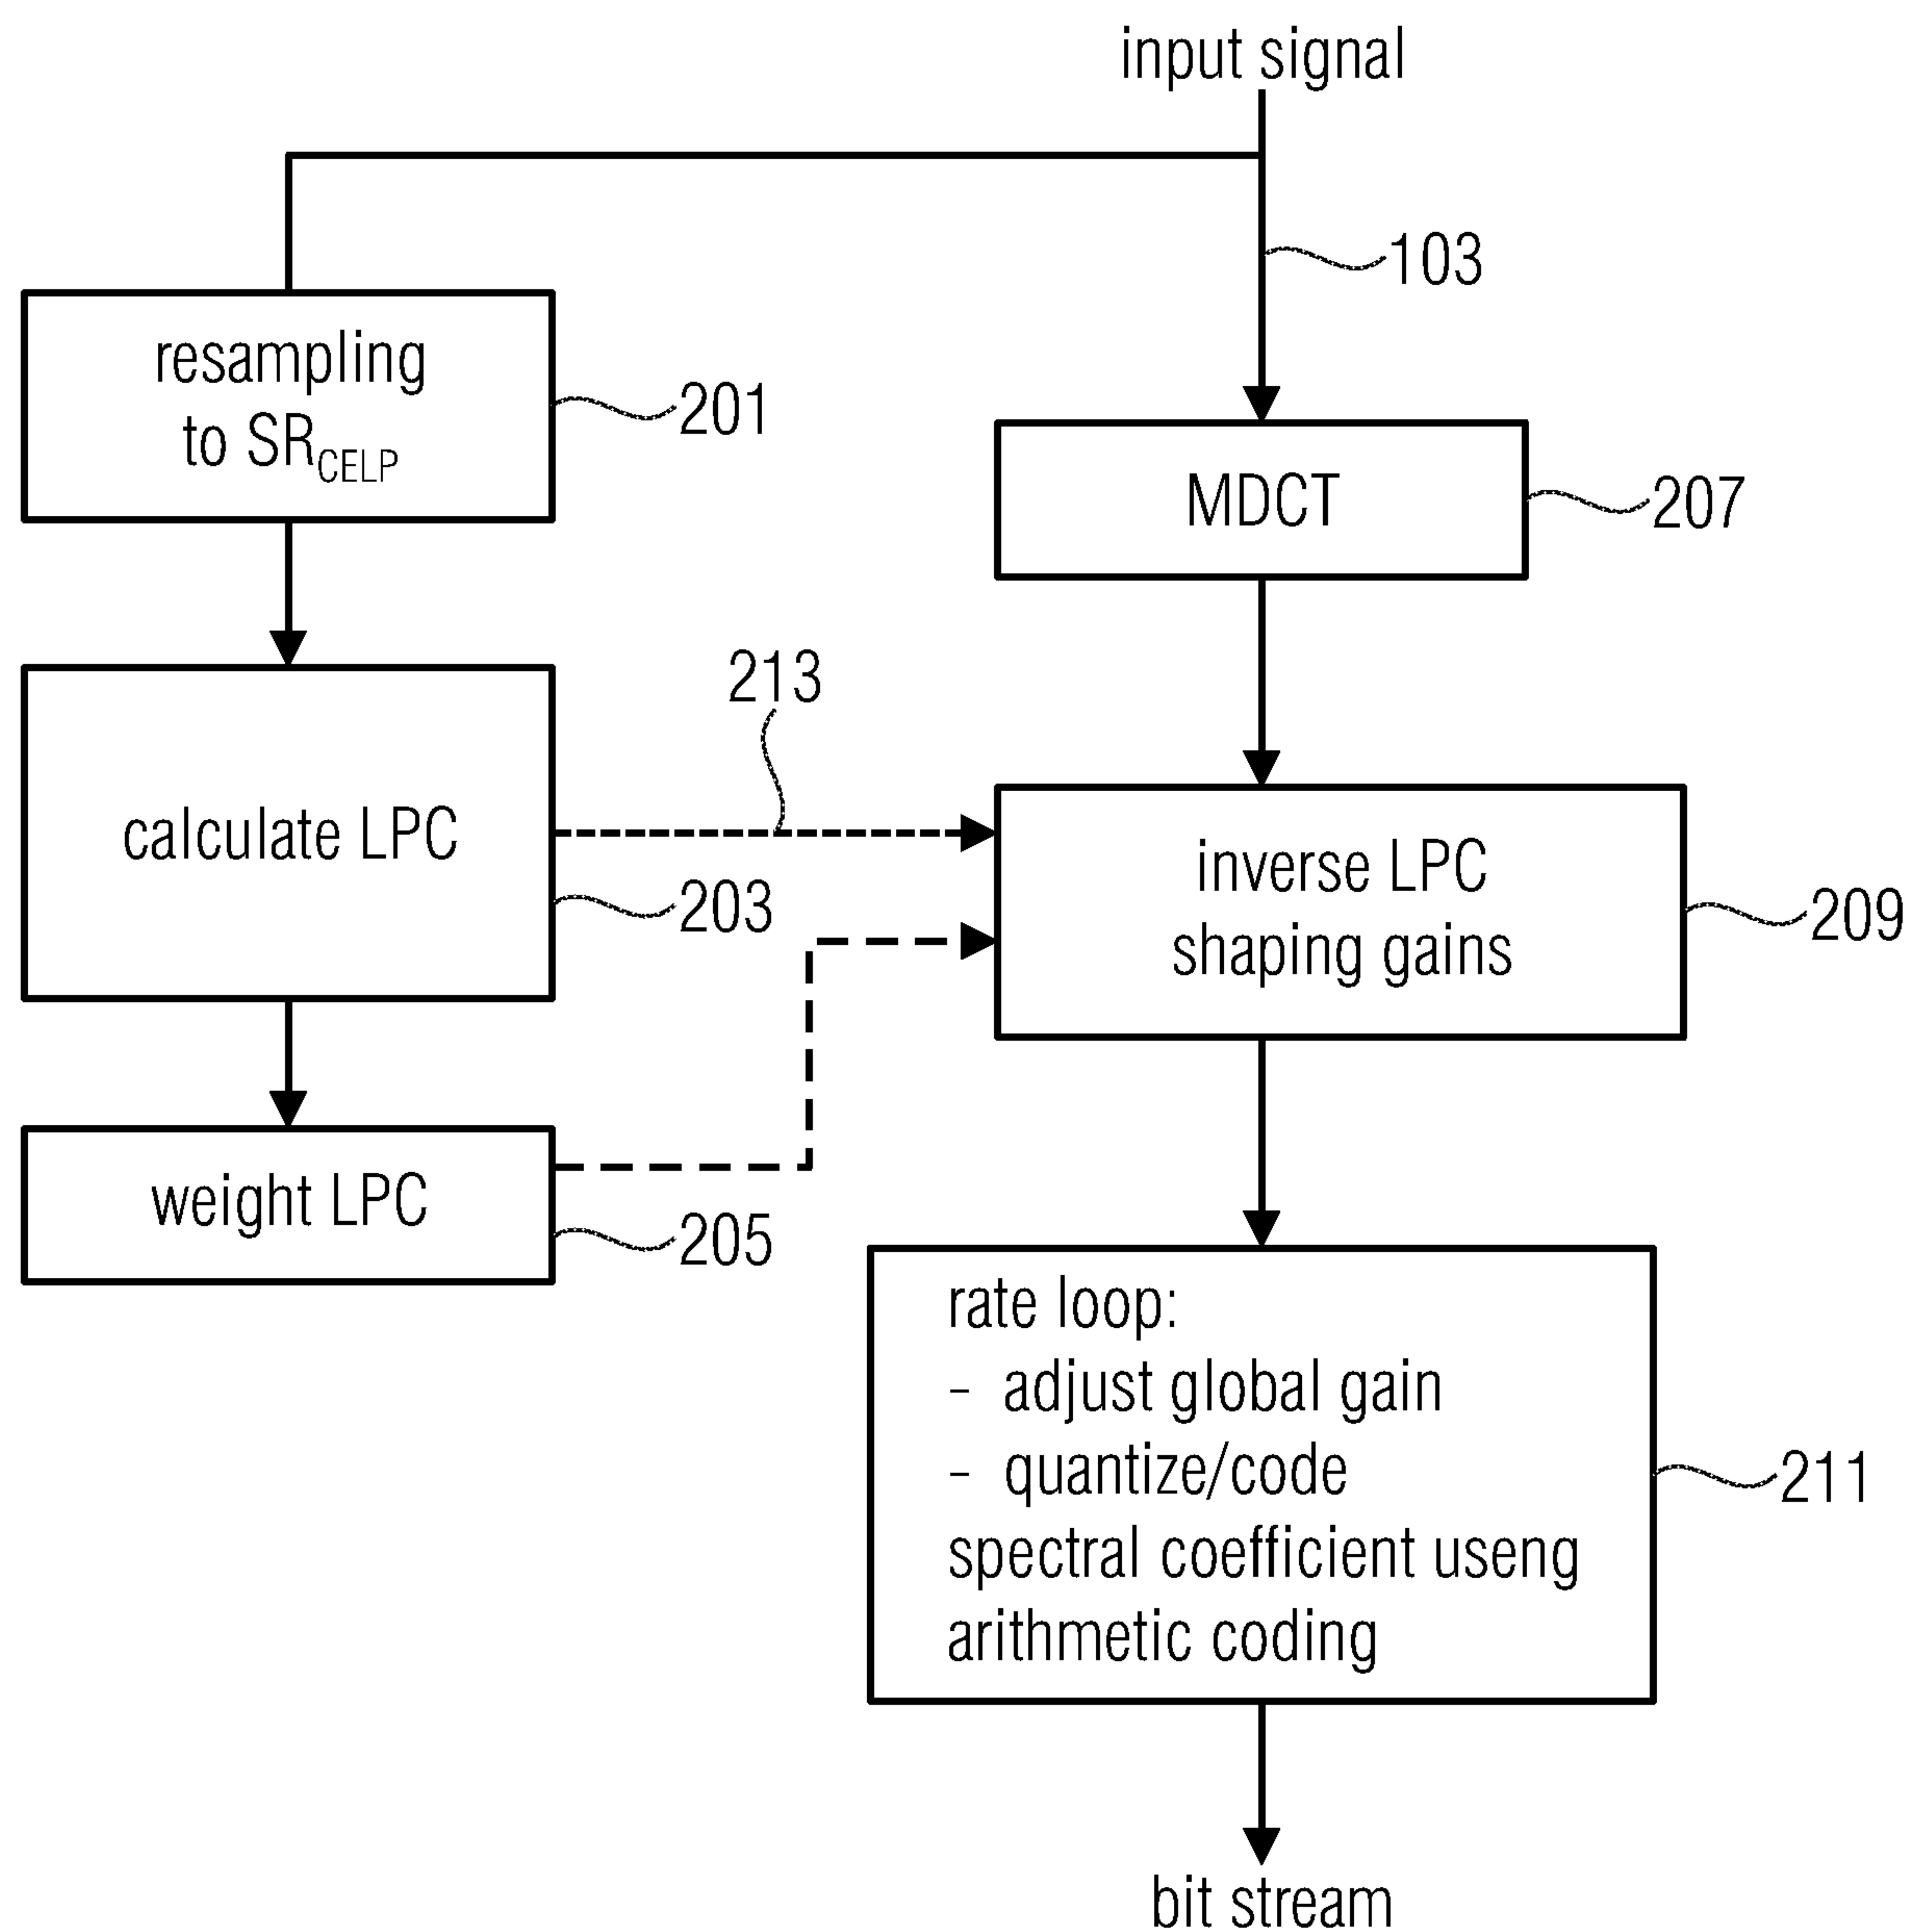 input signal
103
resampling
to SRCELP
201
MDCT
207
213
calculate LPC
203
inverse LPC
shaping gains
209
weight LPC
205
rate loop:
- adjust global gain
- quantize/code
spectral coefficient useng
arithmetic coding
211
bit stream